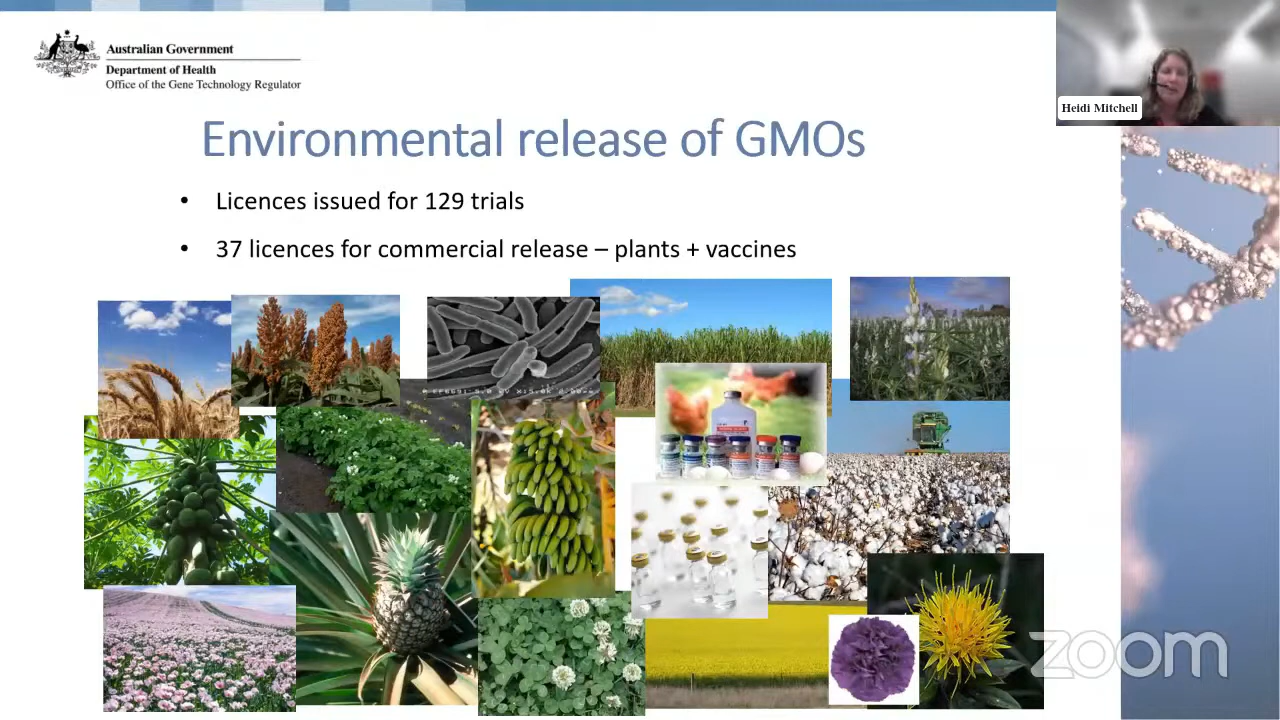 Australian Government
Department of Health
Office of the Gene Technology Regulator
Heidi Mitchell
Environmental release of GMOs
• Licences issued for 129 trials
• 37 licences for commercial release – plants + vaccines
zoom